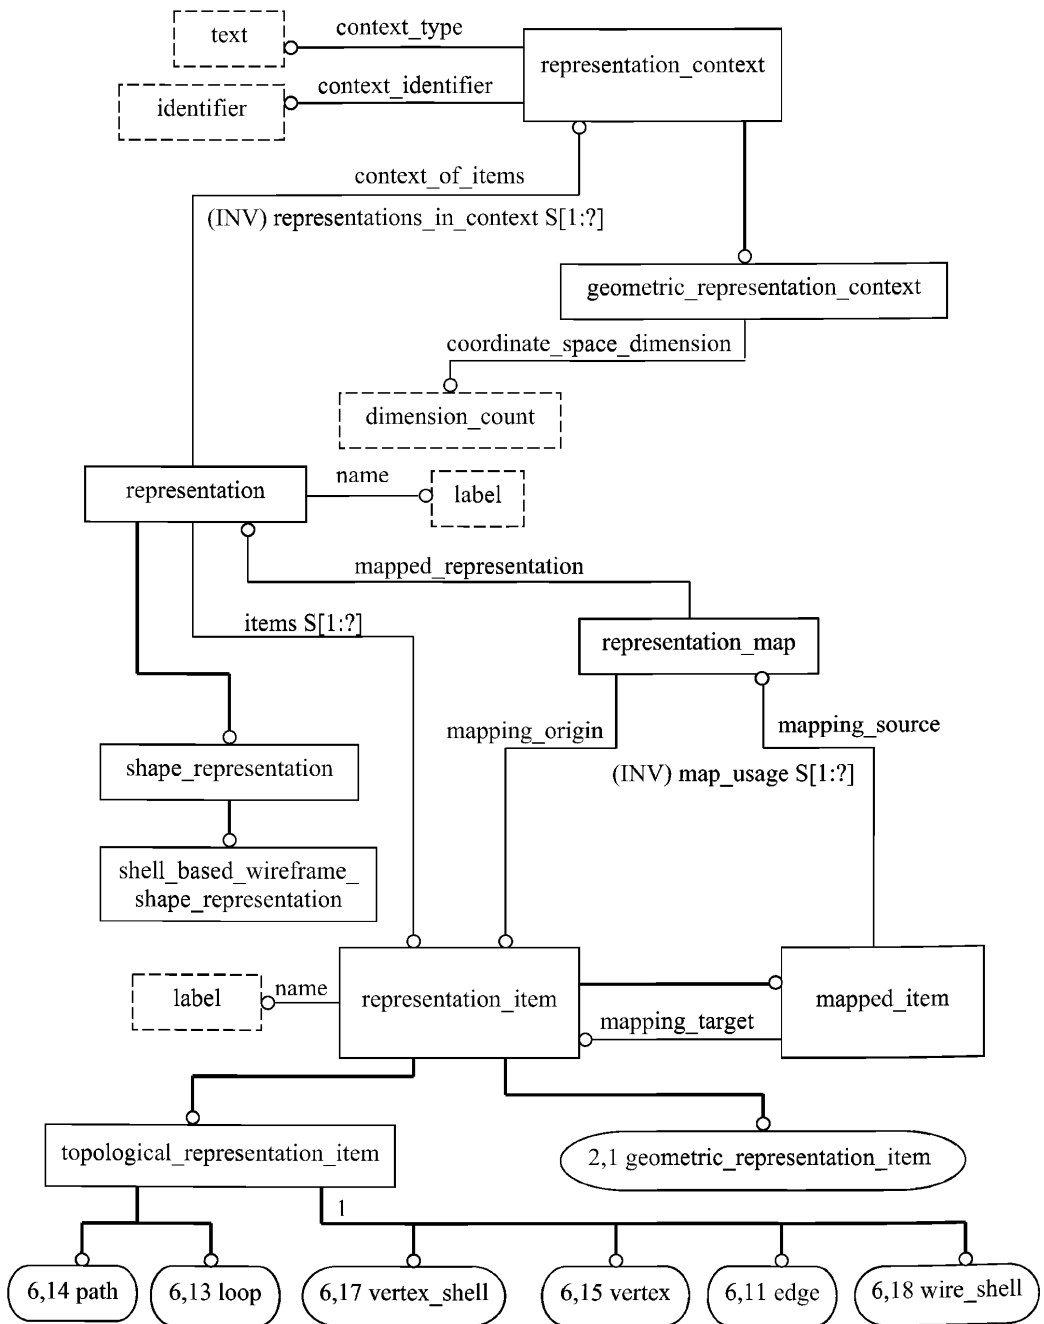 text
context_type
representation_context
identifier
context_identifier
context_of_items
(INV) representations_in_context S[1:?]
geometric_representation_context
coordinate_space_dimension
dimension_count
representation
name
label
mapped_representation
items S[1:?]
representation_map
mapping_origin
mapping_source
(INV) map_usage S[1:?]
shape_representation
shell_based_wireframe_
shape_representation
label
name
representation_item
mapped_item
mapping_target
topological_representation_item
2,1 geometric_representation_item
1
6,14 path
6,13 loop
6,17 vertex_shell
6,15 vertex
6,11 edge
6,18 wire_shell